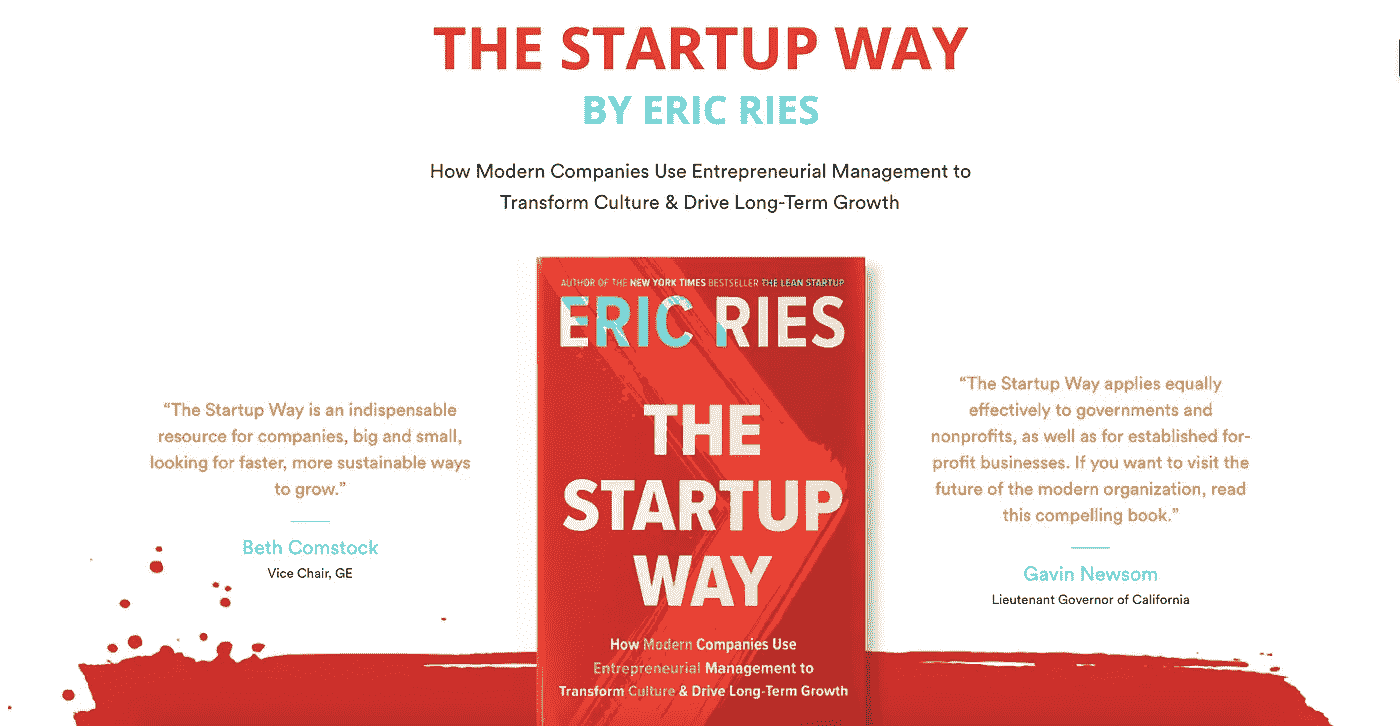 THE STARTUP WAY
BY ERIC RIES
How Modern Companies Use Entrepreneurial Management to
Transform Culture & Drive Long-Term Growth
“The Startup Way is an indispensable
resource for companies, big and small,
looking for faster, more sustainable ways
to grow.”
Beth Comstock
Vice Chair, GE
AUTHOR OF THE NEW YORK TIMES BESTSELLER THE LEAN STARTUP
ERIC RIES
THE
STARTUP
WAY
How Modern Companies Use
Entrepreneurial Management to
Transform Culture & Drive Long-Term Growth
“The Startup Way applies equally
effectively to governments and
nonprofits, as well as for established for-
profit businesses. If you want to visit the
future of the modern organization, read
this compelling book.”
Gavin Newsom
Lieutenant Governor of California